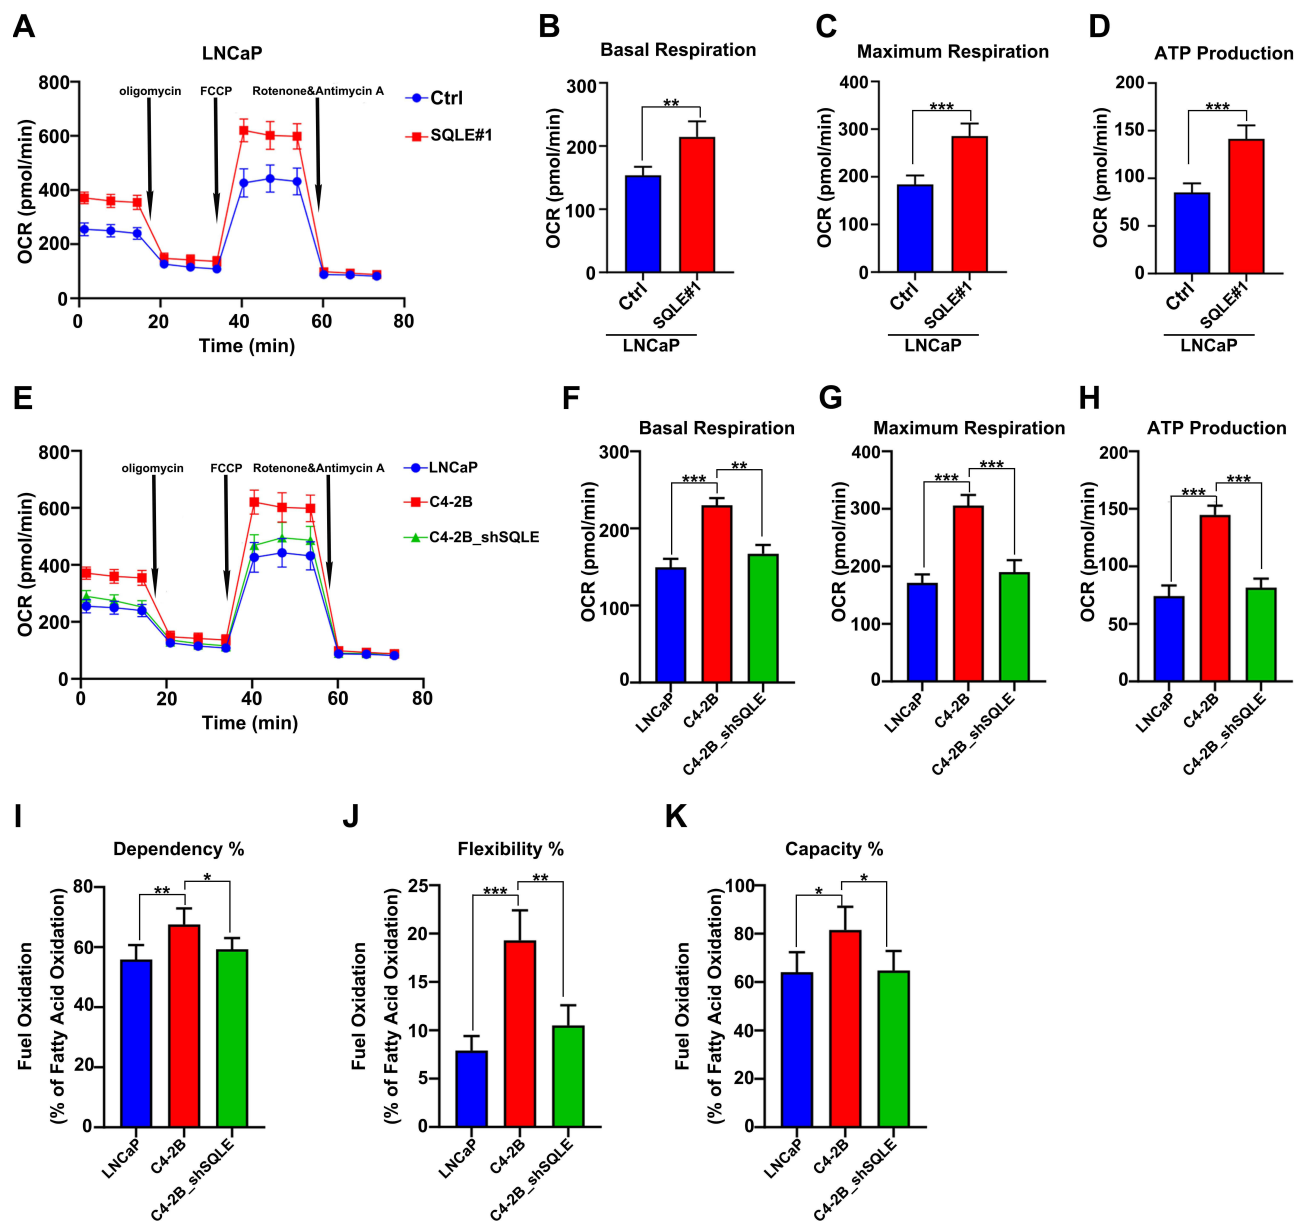 A
LNCaP
OCR (pmol/min)
800
600
400
200
0
0
20
40
60
80
Time (min)
oligomycin
FCCP
Rotenone&Antimycin A
Ctrl
SQLE#1
B
Basal Respiration
OCR (pmol/min)
300
200
100
0
**
Ctrl
SQLE#1
LNCaP
C
Maximum Respiration
OCR (pmol/min)
400
300
200
100
0
***
Ctrl
SQLE#1
LNCaP
D
ATP Production
OCR (pmol/min)
200
150
100
50
0
***
Ctrl
SQLE#1
LNCaP
E
OCR (pmol/min)
800
600
400
200
0
0
20
40
60
80
Time (min)
oligomycin
FCCP
Rotenone&Antimycin A
LNCaP
C4-2B
C4-2B_shSQLE
F
Basal Respiration
OCR (pmol/min)
300
200
100
0
***
**
LNCaP
C4-2B
C4-2B_shSQLE
G
Maximum Respiration
OCR (pmol/min)
400
300
200
100
0
***
***
LNCaP
C4-2B
C4-2B_shSQLE
H
ATP Production
OCR (pmol/min)
200
150
100
50
0
***
***
LNCaP
C4-2B
C4-2B_shSQLE
I
Dependency %
Fuel Oxidation
(% of Fatty Acid Oxidation)
80
60
40
20
0
**
*
LNCaP
C4-2B
C4-2B_shSQLE
J
Flexibility %
Fuel Oxidation
(% of Fatty Acid Oxidation)
25
20
15
10
5
0
***
**
LNCaP
C4-2B
C4-2B_shSQLE
K
Capacity %
Fuel Oxidation
(% of Fatty Acid Oxidation)
100
80
60
40
20
0
*
*
LNCaP
C4-2B
C4-2B_shSQLE